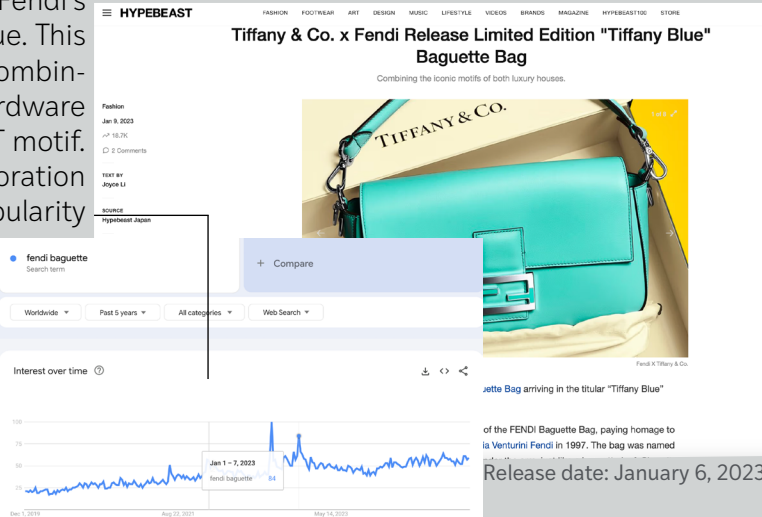 Fendi's
ue. This
ombin-
rdware
T motif.
oration
pularity
HYPEBEAST
FASHION FOOTWEAR ART DESIGN MUSIC LIFESTYLE VIDEOS BRANDS MAGAZINE HYPEBEAST100 STORE
Tiffany & Co. x Fendi Release Limited Edition "Tiffany Blue"
Baguette Bag
Combining the iconic motifs of both luxury houses.
Fashion
Jan 9, 2023
18.7K
2 Comments
TEXT BY
Joyce Li
SOURCE
Hypebeast Japan
TIFFANY & CO.
Fendi X Tiffany & Co.
uette Bag arriving in the titular "Tiffany Blue"
of the FENDI Baguette Bag, paying homage to
ia Venturini Fendi in 1997. The bag was named
fendi baguette
Search term
+ Compare
Worldwide Past 5 years All categories Web Search
Interest over time
100
75
50
25
Jan 1 – 7, 2023
fendi baguette 84
Dec 1, 2019 Aug 22, 2021 May 14, 2023
Release date: January 6, 2023